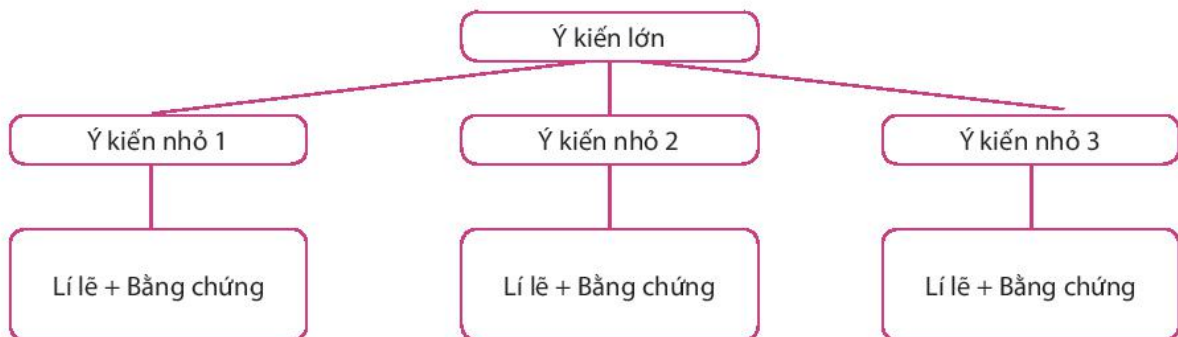 Ý kiến lớn
Ý kiến nhỏ 1
Ý kiến nhỏ 2
Ý kiến nhỏ 3
Lí lẽ + Bằng chứng
Lí lẽ + Bằng chứng
Lí lẽ + Bằng chứng